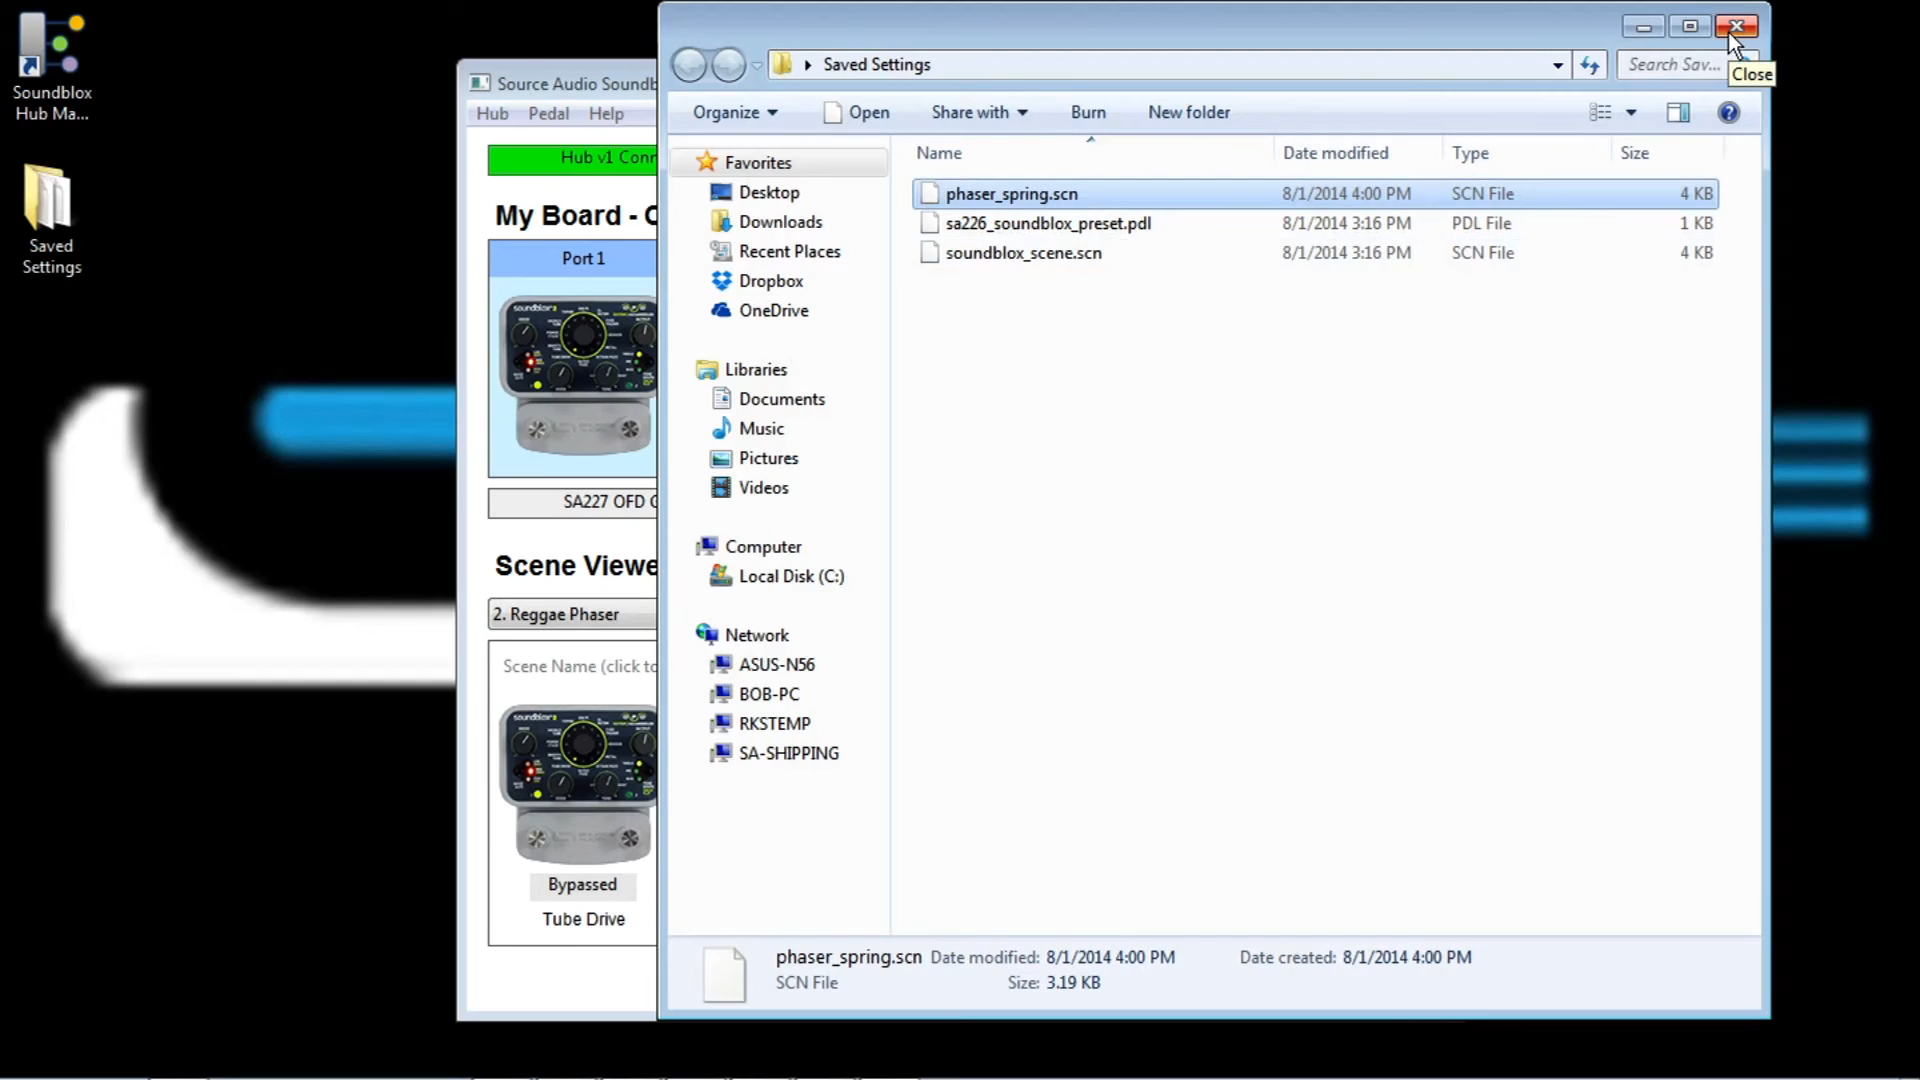 Soundblox
Hub Ma...
Saved
Settings
Source Audio Soundb
Hub Pedal Help
Hub v1 Conn
My Board -
Port 1
SA227 OFD
Scene Viewe
2. Reggae Phaser
Scene Name (click to
Bypassed
Tube Drive
Saved Settings
Search Sav...
Close
Organize Open Share with Burn New folder
Name Date modified Type Size
phaser_spring.scn 8/1/2014 4:00 PM SCN File 4 KB
sa226_soundblox_preset.pdl 8/1/2014 3:16 PM PDL File 1 KB
soundblox_scene.scn 8/1/2014 3:16 PM SCN File 4 KB
Favorites
Desktop
Downloads
Recent Places
Dropbox
OneDrive
Libraries
Documents
Music
Pictures
Videos
Computer
Local Disk (C:)
Network
ASUS-N56
BOB-PC
RKSTEMP
SA-SHIPPING
phaser_spring.scn Date modified: 8/1/2014 4:00 PM Date created: 8/1/2014 4:00 PM
SCN File Size: 3.19 KB